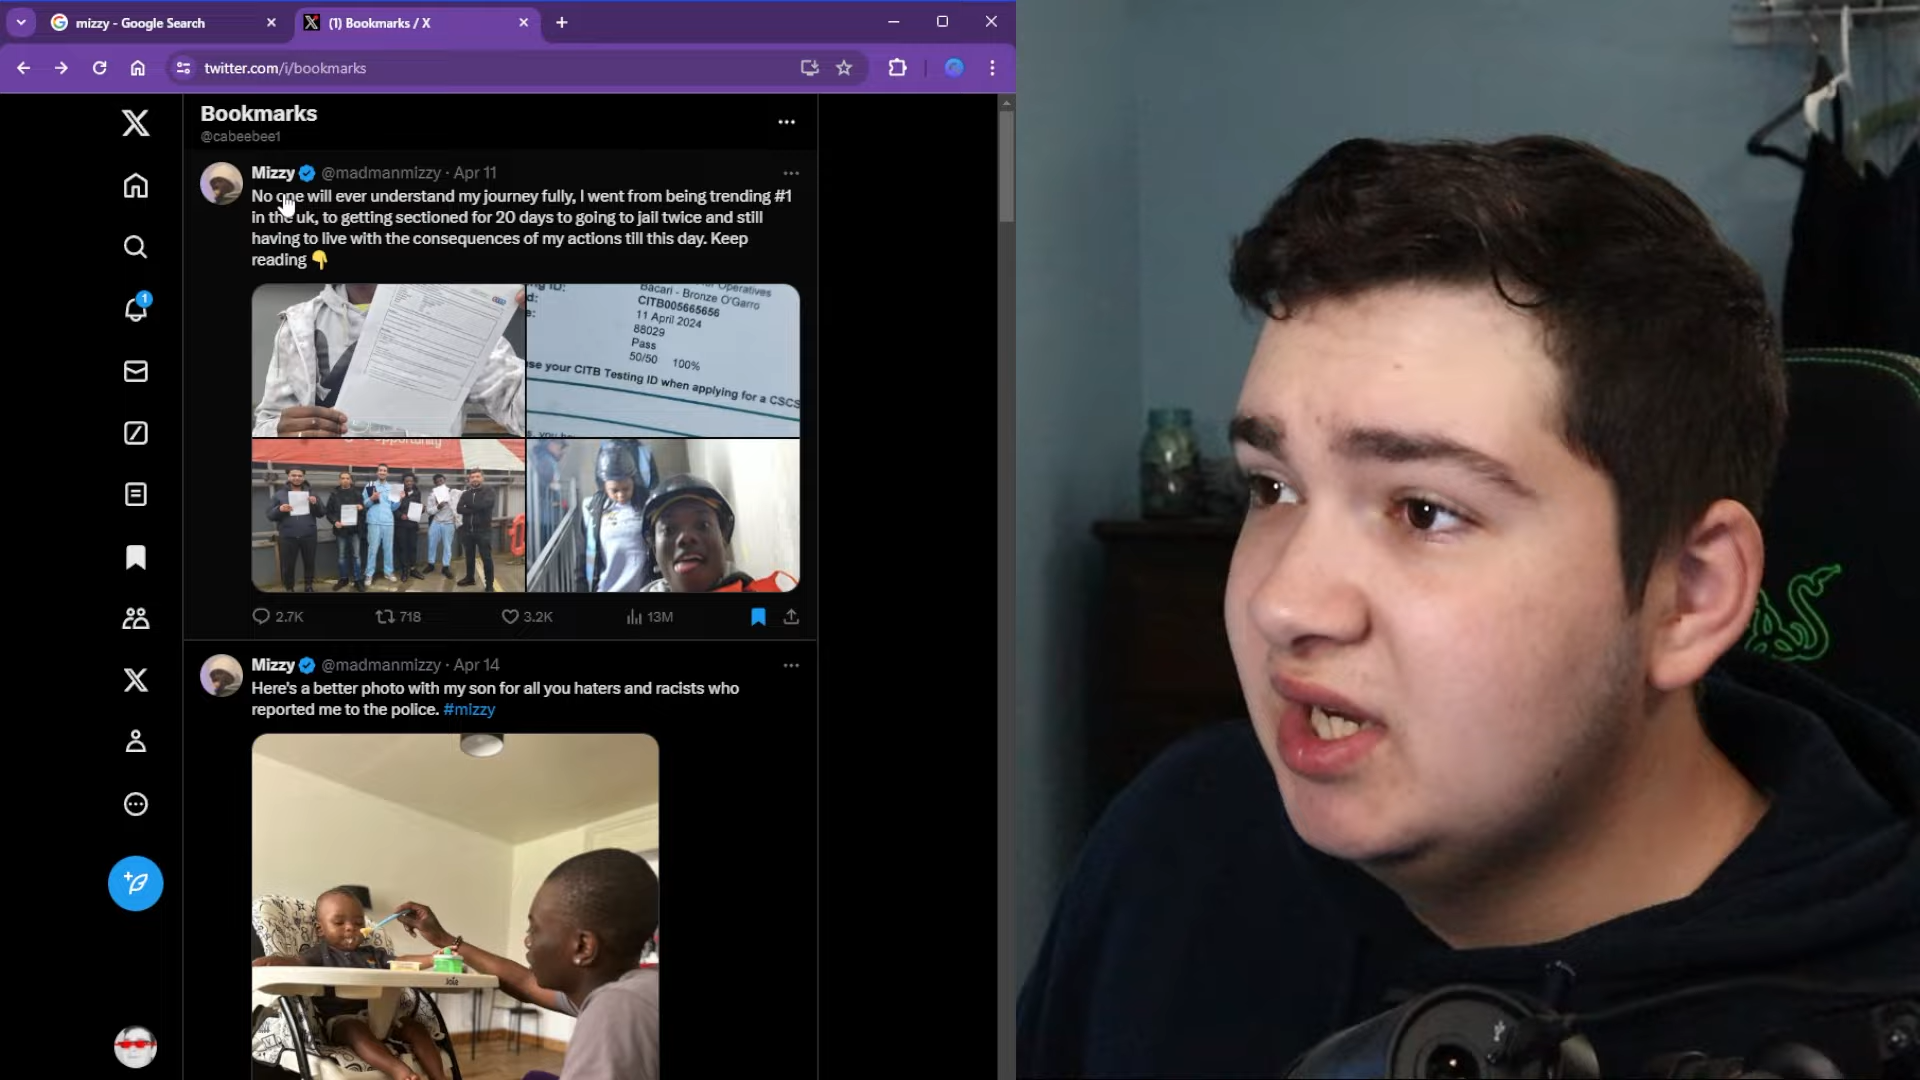 mizzy - Google Search
(1) Bookmarks / X
twitter.com/i/bookmarks
Bookmarks
@cabeebee1
Mizzy @madmanmizzy · Apr 11
No one will ever understand my journey fully, I went from being trending #1
in the uk, to getting sectioned for 20 days to going to jail twice and still
having to live with the consequences of my actions till this day. Keep
reading 👇
Operatives
Bacari - Bronze O'Garro
CITB005665656
11 April 2024
88029
Pass
50/50 100%
your CITB Testing ID when applying for a CSCS
2.7K 718 3.2K 13M
1
Mizzy @madmanmizzy · Apr 14
Here's a better photo with my son for all you haters and racists who
reported me to the police. #mizzy
Joie